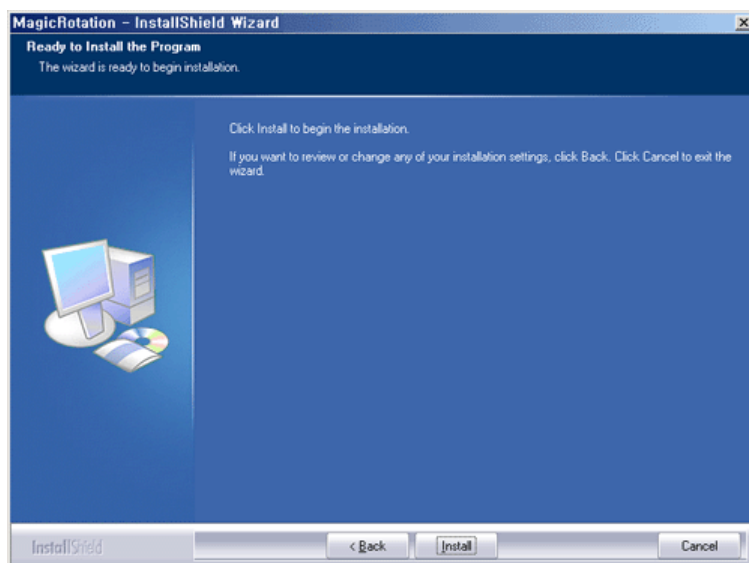 MagicRotation - InstallShield Wizard
Ready to Install the Program
The wizard is ready to begin installation.
Click Install to begin the installation.
If you want to review or change any of your installation settings, click Back. Click Cancel to exit the
wizard.
InstallShield
< Back
Install
Cancel